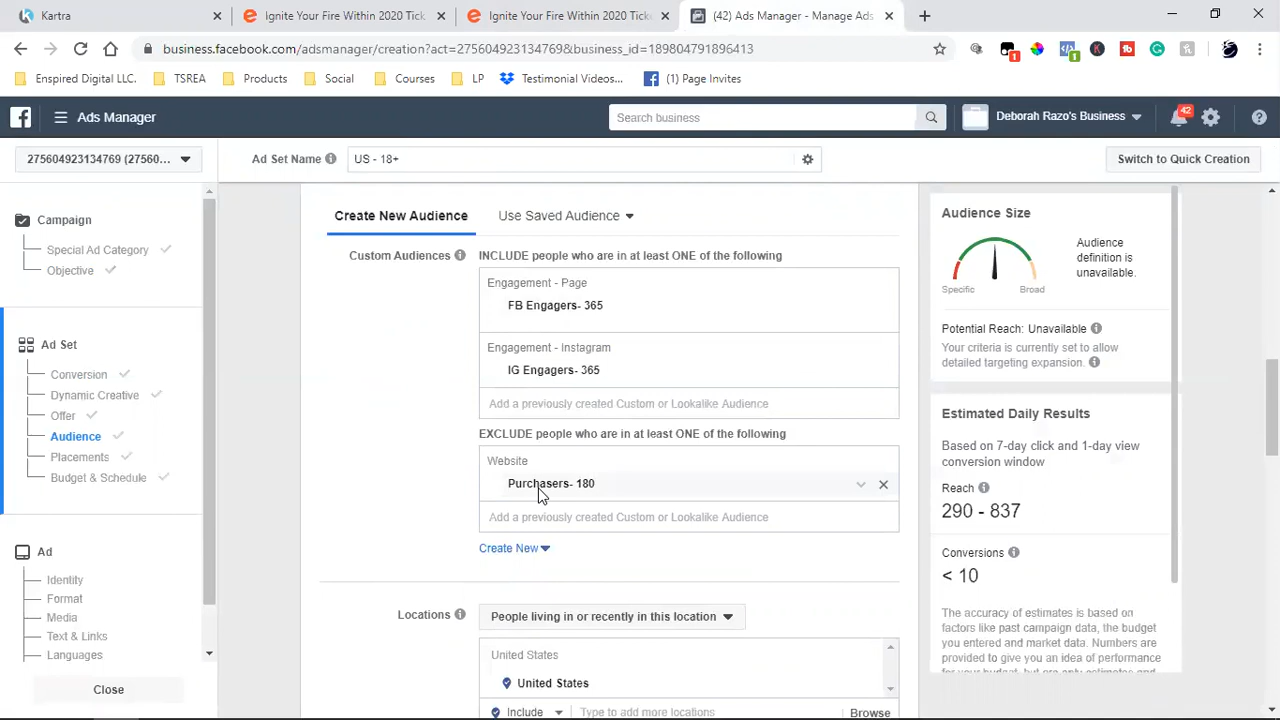 Kartra
Ignite Your Fire Within 2020 Ticke
Ignite Your Fire Within 2020 Ticke
(42) Ads Manager - Manage Ads
business.facebook.com/adsmanager/creation?act=275604923134769&business_id=189804791896413
Enspired Digital LLC.
TSREA
Products
Social
Courses
LP
Testimonial Videos...
(1) Page Invites
Ads Manager
Search business
Deborah Razo's Business
42
275604923134769 (27560...
Ad Set Name
US - 18+
Switch to Quick Creation
Campaign
Special Ad Category
Objective
Ad Set
Conversion
Dynamic Creative
Offer
Audience
Placements
Budget & Schedule
Ad
Identity
Format
Media
Text & Links
Languages
Close
Create New Audience
Use Saved Audience
Custom Audiences
INCLUDE people who are in at least ONE of the following
Engagement - Page
FB Engagers- 365
Engagement - Instagram
IG Engagers- 365
Add a previously created Custom or Lookalike Audience
EXCLUDE people who are in at least ONE of the following
Website
Purchasers- 180
Add a previously created Custom or Lookalike Audience
Create New
Locations
People living in or recently in this location
United States
United States
Include
Type to add more locations
Browse
Audience Size
Specific
Broad
Audience
definition is
unavailable.
Potential Reach: Unavailable
Your criteria is currently set to allow
detailed targeting expansion.
Estimated Daily Results
Based on 7-day click and 1-day view
conversion window
Reach
290 - 837
Conversions
< 10
The accuracy of estimates is based on
factors like past campaign data, the budget
you entered and market data. Numbers are
provided to give you an idea of performance
for your budget, but are only estimates and